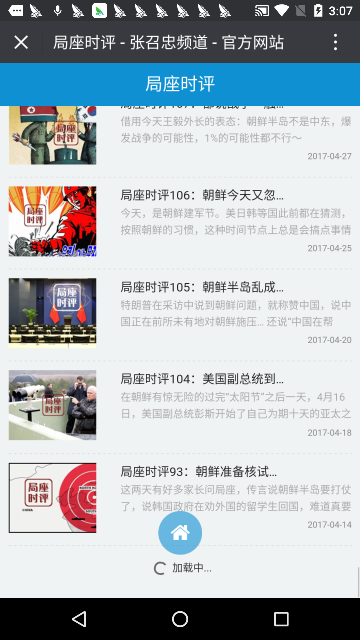 3:07
局座时评 - 张召忠频道 - 官方网站
局座时评
借用今天王毅外长的表态：朝鲜半岛不是中东，爆
发战争的可能性，1%的可能性都不行～
2017-04-27
局座时评
局座时评106：朝鲜今天又忽...
今天，是朝鲜建军节。美日韩等国此前都在猜测，
按照朝鲜的习惯，这种时间节点上总是会搞点事情
2017-04-25
局座时评
局座时评105：朝鲜半岛乱成...
特朗普在采访中说到朝鲜问题，就称赞中国，说中
国正在前所未有地对朝鲜施压... 还说“中国在帮
2017-04-20
局座时评
局座时评104：美国副总统到...
在朝鲜有惊无险的过完“太阳节”之后一天，4月16
日，美国副总统彭斯开始了自己为期十天的亚太之
2017-04-18
局座时评
局座时评93：朝鲜准备核试...
这两天有好多家长问局座，传言说朝鲜半岛要打仗
了，说韩国政府在劝外国的留学生回国，难道真要
2017-04-14
局座时评
加载中...